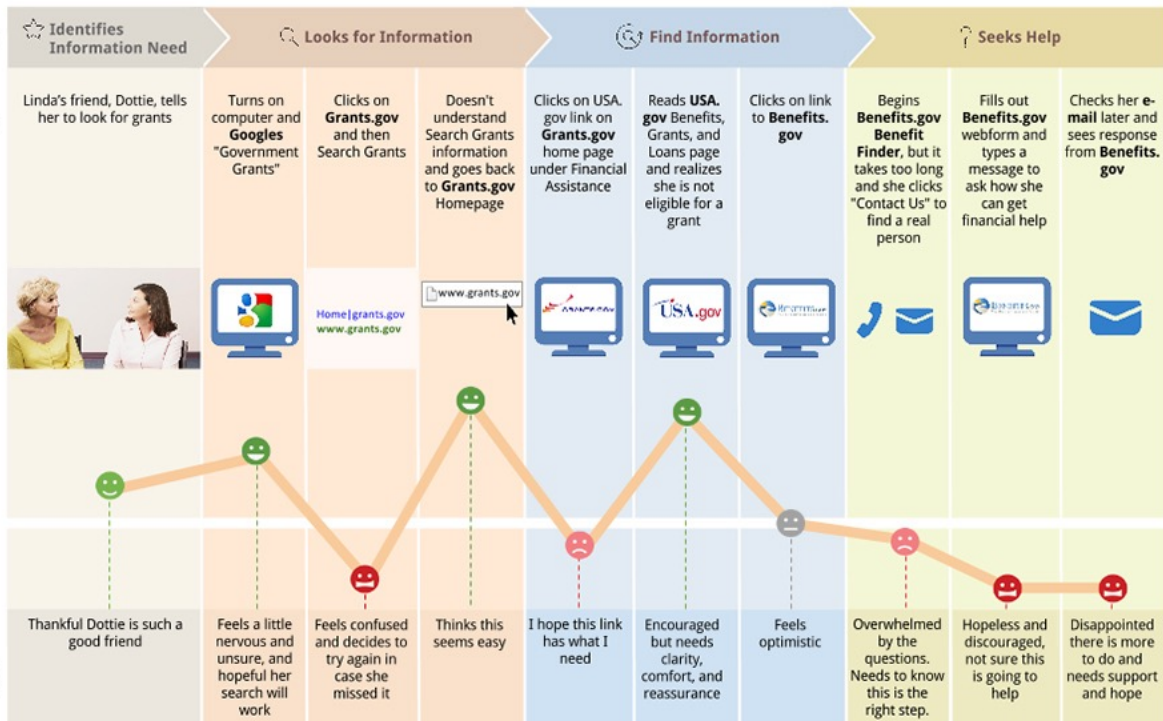 Identifies
Information Need
Looks for Information
Find Information
Seeks Help
Linda's friend, Dottie, tells
her to look for grants
Turns on
computer and
Googles
"Government
Grants"
Clicks on
Grants.gov
and then
Search Grants
Doesn't
understand
Search Grants
information
and goes back
to Grants.gov
Homepage
Clicks on USA.
gov link on
Grants.gov
home page
under Financial
Assistance
Reads USA.
gov Benefits,
Grants, and
Loans page
and realizes
she is not
eligible for a
grant
Clicks on link
to Benefits.
gov
Begins
Benefits.gov
Benefit
Finder, but it
takes too long
and she clicks
"Contact Us" to
find a real
person
Fills out
Benefits.gov
webform and
types a
message to
ask how she
can get
financial help
Checks her e-
mail later and
sees response
from Benefits.
gov
Home|grants.gov
www.grants.gov
www.grants.gov
GRANTS.GOV
USA.gov
Thankful Dottie is such a
good friend
Feels a little
nervous and
unsure, and
hopeful her
search will
work
Feels confused
and decides to
try again in
case she
missed it
Thinks this
seems easy
I hope this link
has what I
need
Encouraged
but needs
clarity,
comfort, and
reassurance
Feels
optimistic
Overwhelmed
by the
questions.
Needs to know
this is the
right step.
Hopeless and
discouraged,
not sure this
is going to
help
Disappointed
there is more
to do and
needs support
and hope